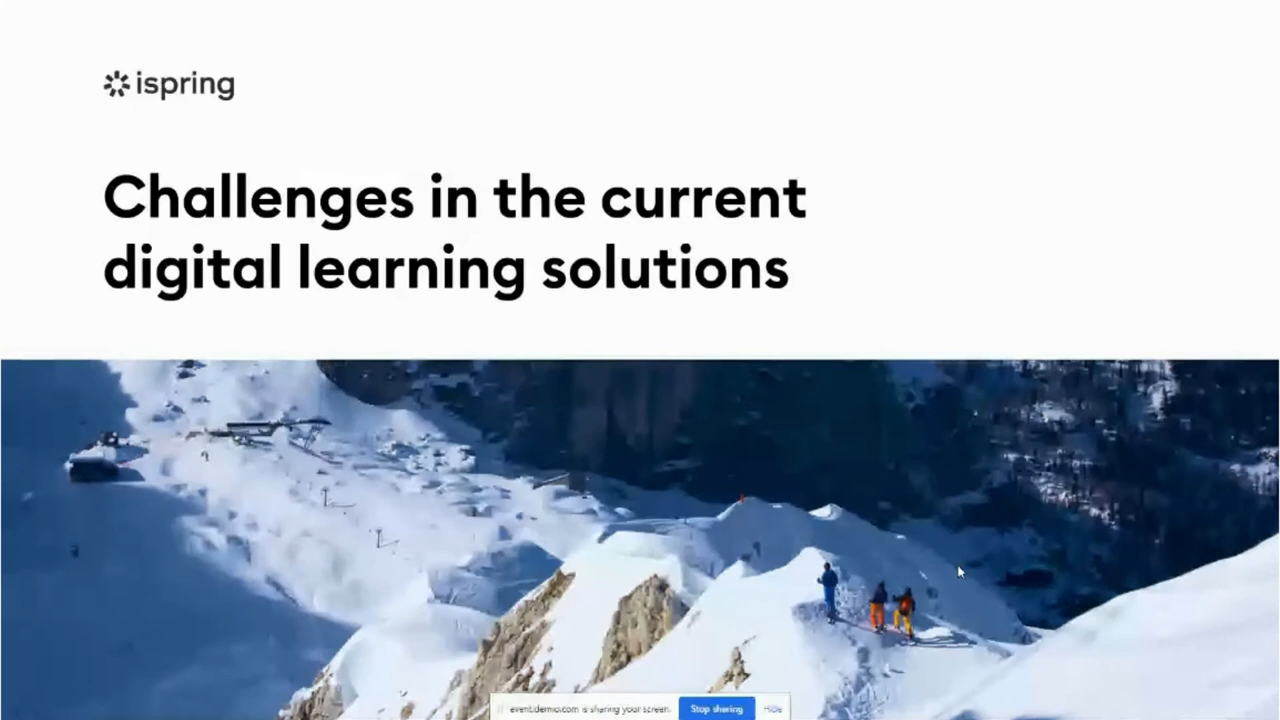 ispring
Challenges in the current
digital learning solutions
event.demio.com is sharing your screen. Stop sharing Hide